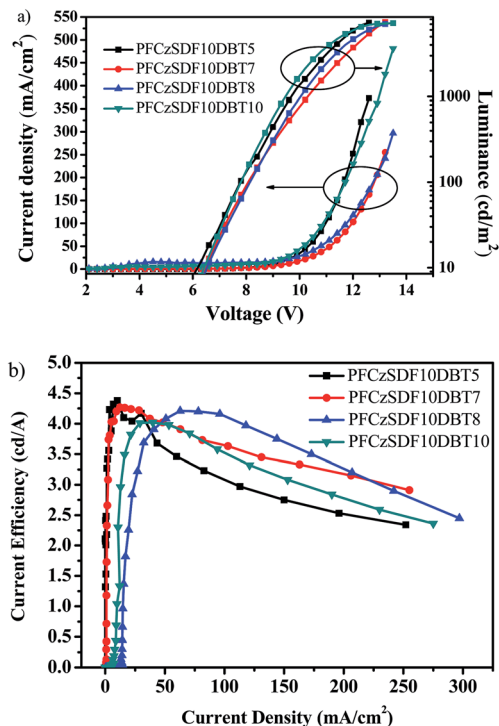 a)
Current density (mA/cm²)
550
500
450
400
350
300
250
200
150
100
50
0
PFCzSDF10DBT5
PFCzSDF10DBT7
PFCzSDF10DBT8
PFCzSDF10DBT10
1000
100
10
Luminance (cd/m²)
2 4 6 8 10 12 14
Voltage (V)
b)
Current Efficiency (cd/A)
5.0
4.5
4.0
3.5
3.0
2.5
2.0
1.5
1.0
0.5
0.0
PFCzSDF10DBT5
PFCzSDF10DBT7
PFCzSDF10DBT8
PFCzSDF10DBT10
0 50 100 150 200 250 300
Current Density (mA/cm²)